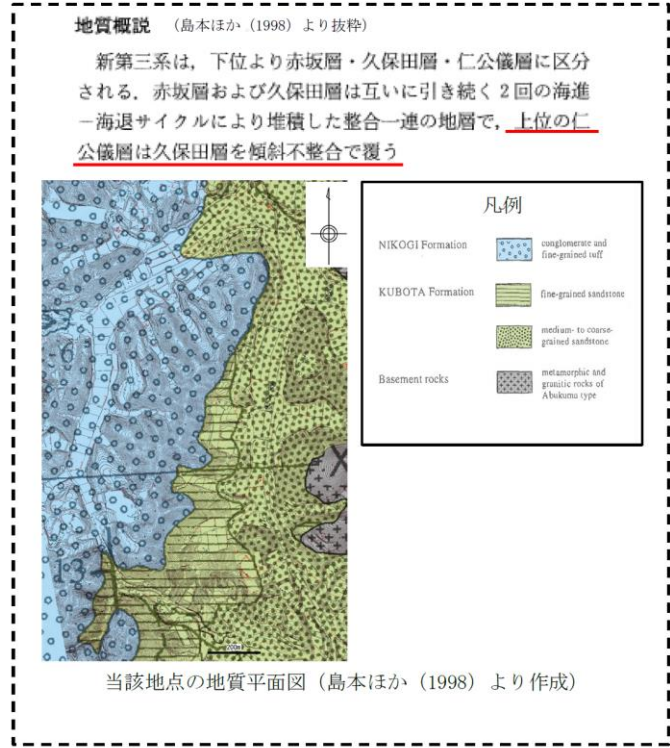 地質概説 (島本ほか (1998) より抜粋)
新第三系は,下位より赤坂層・久保田層・仁公儀層に区分
される.赤坂層および久保田層は互いに引き続く2回の海進
−海退サイクルにより堆積した整合一連の地層で,上位の仁
公儀層は久保田層を傾斜不整合で覆う
凡例
NIKOGI Formation
conglomerate and
fine-grained tuff
KUBOTA Formation
fine-grained sandstone
medium- to coarse-
grained sandstone
Basement rocks
metamorphic and
granitic rocks of
Abukuma type
200m
当該地点の地質平面図(島本ほか (1998) より作成)